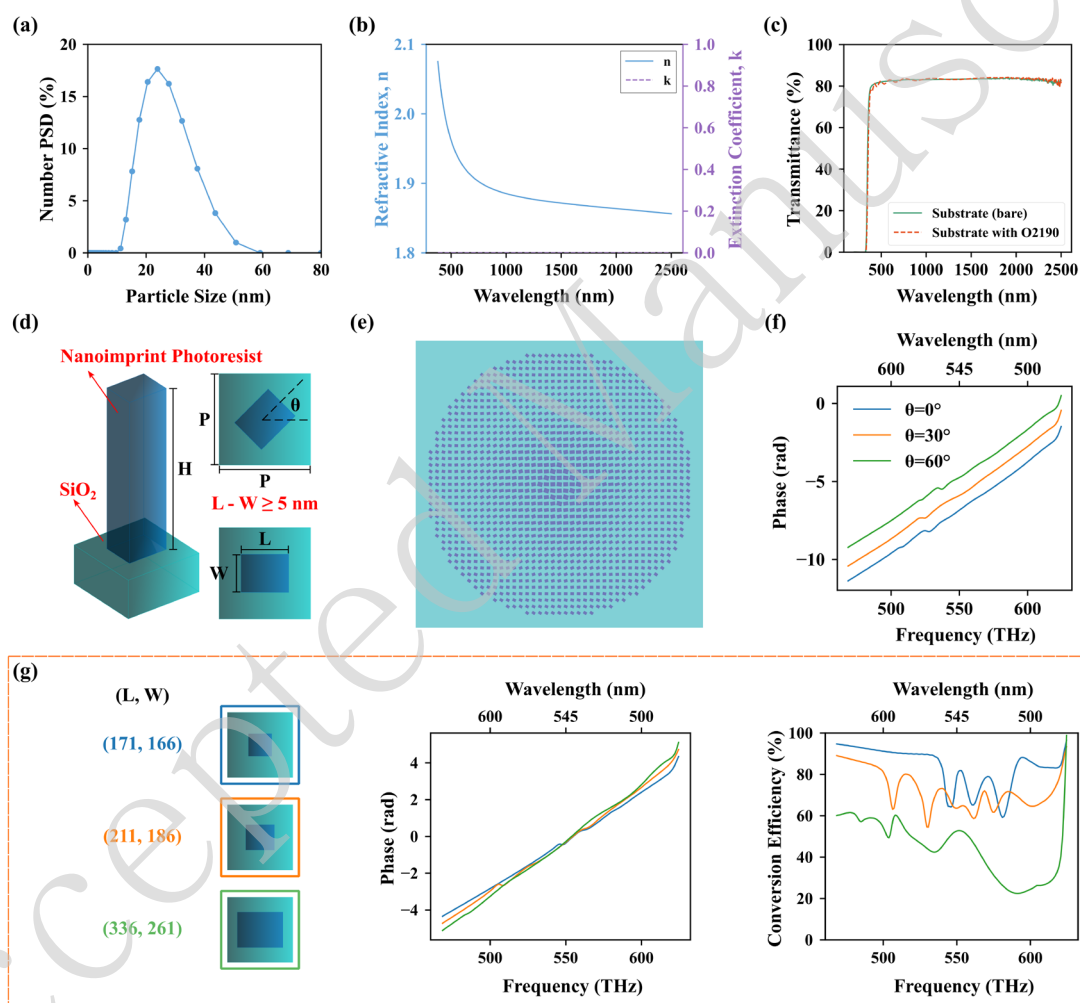 (a)
20
15
10
5
0
Number PSD (%)
0 20 40 60 80
Particle Size (nm)
(b)
2.1
2.0
1.9
1.8
Refractive Index, n
n
k
1.0
0.8
0.6
0.4
0.2
0.0
Extinction Coefficient, k
500 1000 1500 2000 2500
Wavelength (nm)
(c)
100
80
60
40
20
0
Transmittance (%)
Substrate (bare)
Substrate with O2190
500 1000 1500 2000 2500
Wavelength (nm)
(d)
Nanoimprint Photoresist
H
SiO₂
P
θ
P
L - W ≥ 5 nm
L
W
(e)
(f)
Wavelength (nm)
600 545 500
0
−5
−10
Phase (rad)
θ=0°
θ=30°
θ=60°
500 550 600
Frequency (THz)
(g)
(L, W)
(171, 166)
(211, 186)
(336, 261)
Wavelength (nm)
600 545 500
4
2
0
−2
−4
Phase (rad)
500 550 600
Frequency (THz)
Wavelength (nm)
600 545 500
100
80
60
40
20
0
Conversion Efficiency (%)
500 550 600
Frequency (THz)
cepted Manusc